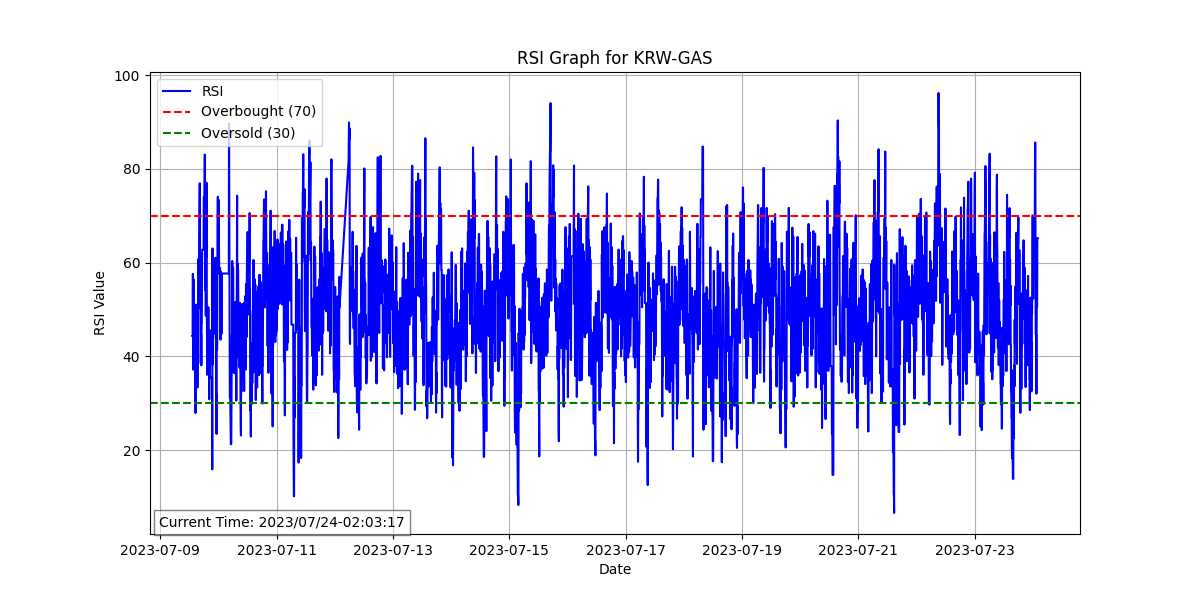 RSI Graph for KRW-GAS
RSI
Overbought (70)
Oversold (30)
100
80
60
40
20
RSI Value
Current Time: 2023/07/24-02:03:17
2023-07-09 2023-07-11 2023-07-13 2023-07-15 2023-07-17 2023-07-19 2023-07-21 2023-07-23
Date